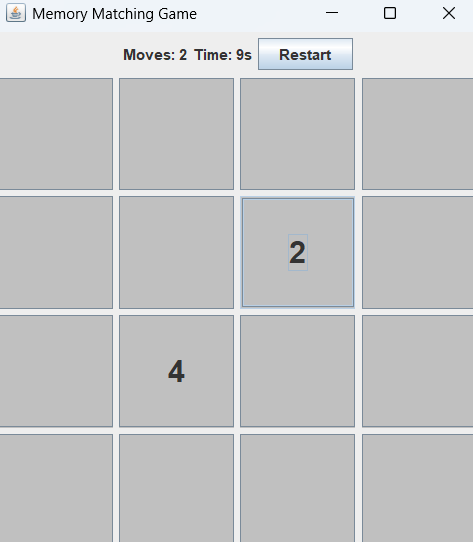 Memory Matching Game
Moves: 2 Time: 9s Restart
2
4